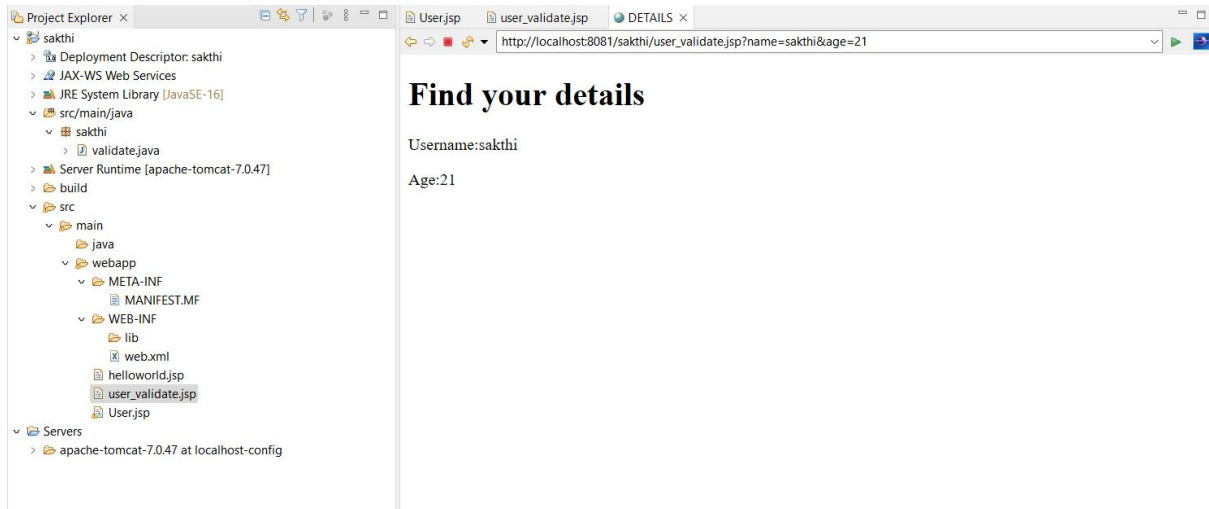 Project Explorer
sakthi
Deployment Descriptor: sakthi
JAX-WS Web Services
JRE System Library [JavaSE-16]
src/main/java
sakthi
validate.java
Server Runtime [apache-tomcat-7.0.47]
build
src
main
java
webapp
META-INF
MANIFEST.MF
WEB-INF
lib
web.xml
helloworld.jsp
user_validate.jsp
User.jsp
Servers
apache-tomcat-7.0.47 at localhost-config
User.jsp user_validate.jsp DETAILS
http://localhost:8081/sakthi/user_validate.jsp?name=sakthi&age=21
Find your details
Username:sakthi
Age:21